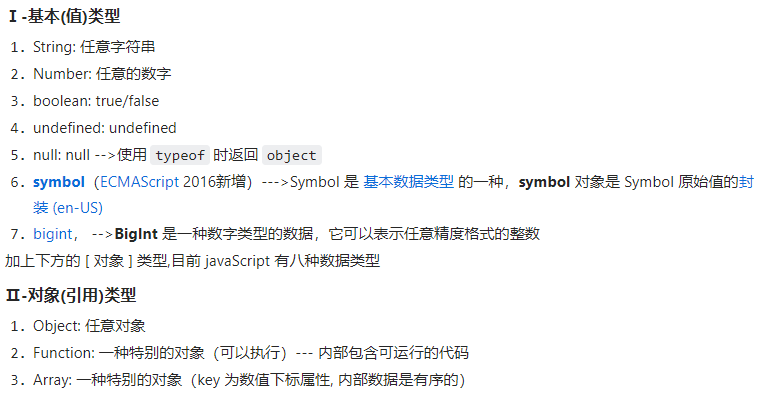 Ⅰ-基本(值)类型
1. String: 任意字符串
2. Number: 任意的数字
3. boolean: true/false
4. undefined: undefined
5. null: null -->使用 typeof 时返回 object
6. symbol（ECMAScript 2016新增）--->Symbol 是 基本数据类型 的一种，symbol 对象是 Symbol 原始值的封
装 (en-US)
7. bigint， -->BigInt 是一种数字类型的数据，它可以表示任意精度格式的整数
加上下方的 [ 对象 ] 类型,目前 javaScript 有八种数据类型
Ⅱ-对象(引用)类型
1. Object: 任意对象
2. Function: 一种特别的对象（可以执行）--- 内部包含可运行的代码
3. Array: 一种特别的对象（key 为数值下标属性, 内部数据是有序的）